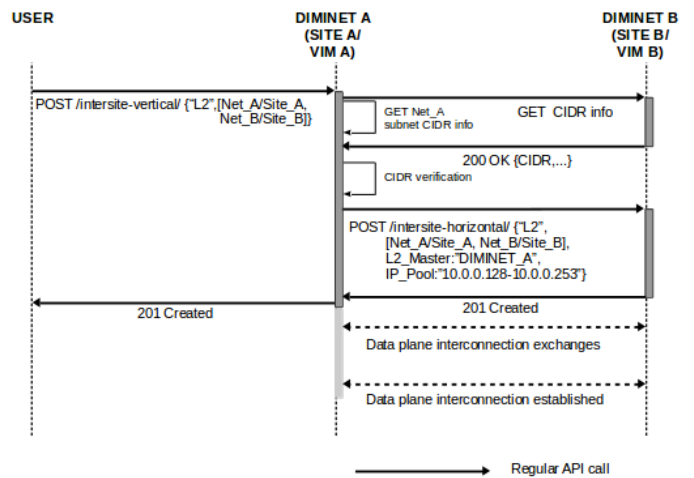 USER
DIMINET A
(SITE A/
VIM A)
DIMINET B
(SITE B/
VIM B)
POST /intersite-vertical/ {“L2”,[Net_A/Site_A,
Net_B/Site_B]}
GET Net_A
subnet CIDR info
GET CIDR info
200 OK {CIDR,...}
CIDR verification
POST /intersite-horizontal/ {“L2”,
[Net_A/Site_A, Net_B/Site_B],
L2_Master:”DIMINET_A”,
IP_Pool:”10.0.0.128-10.0.0.253”}
201 Created
201 Created
Data plane interconnection exchanges
Data plane interconnection established
Regular API call